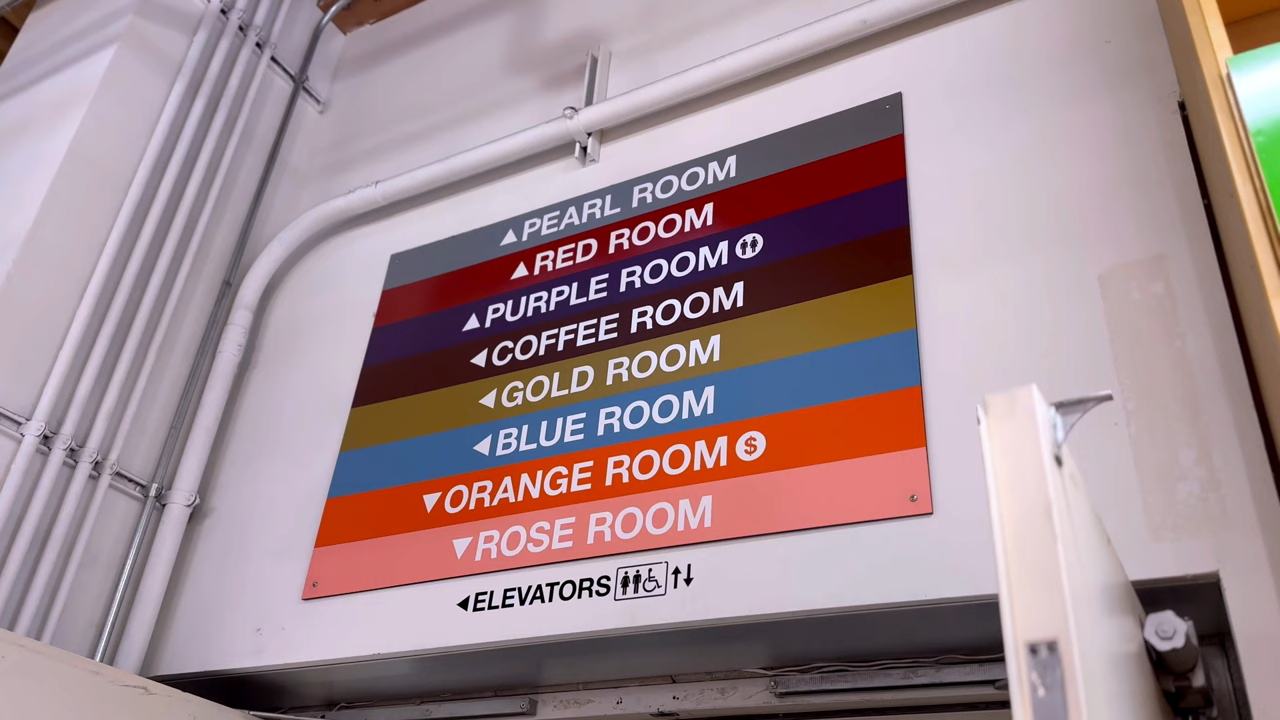 ▲PEARL ROOM
▲RED ROOM
▲PURPLE ROOM
◀COFFEE ROOM
◀GOLD ROOM
◀BLUE ROOM
▼ORANGE ROOM $
▼ROSE ROOM
◀ELEVATORS ↑↓